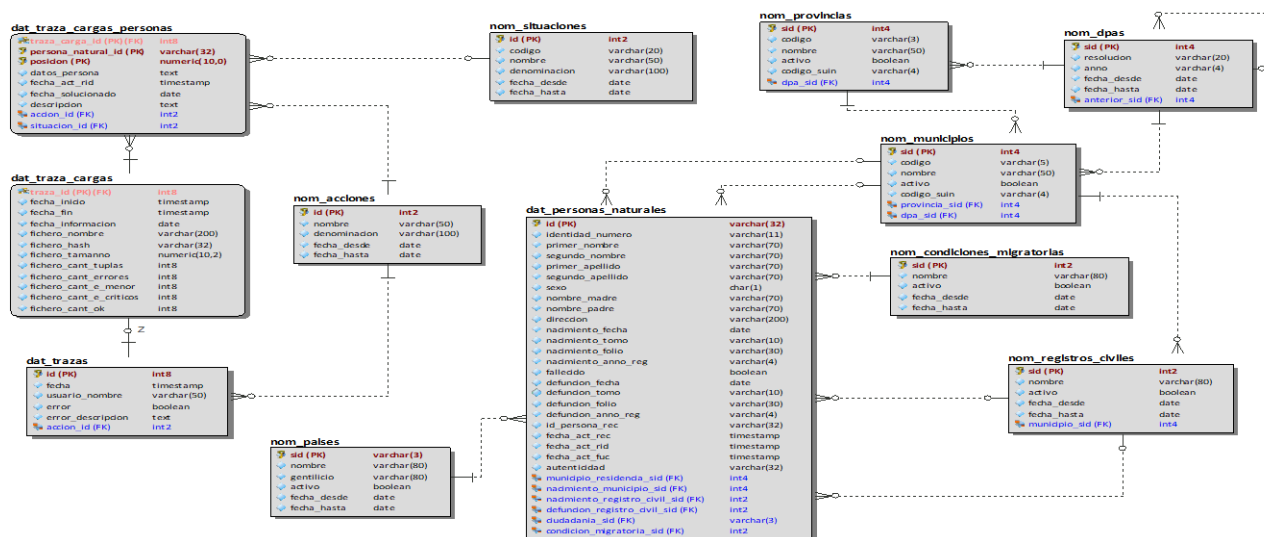 dat_traza_cargas_personas
traza_carga_id (PK)(FK) int8
persona_natural_id (PK) varchar(32)
posidon (PK) numeric(10,0)
datos_persona text
fecha_act_rid timestamp
fecha_solucionado date
descripdon text
acdon_id (FK) int2
situacion_id (FK) int2
nom_situaciones
id (PK) int2
codigo varchar(20)
nombre varchar(50)
denominacion varchar(100)
fecha_desde date
fecha_hasta date
nom_provincias
sid (PK) int4
codigo varchar(3)
nombre varchar(50)
activo boolean
codigo_suin varchar(4)
dpa_sid (FK) int4
nom_dpas
sid (PK) int4
resoludon varchar(20)
anno varchar(4)
fecha_desde date
fecha_hasta date
anterior_sid (FK) int4
nom_municipios
sid (PK) int4
codigo varchar(5)
nombre varchar(50)
activo boolean
codigo_suin varchar(4)
provincia_sid (FK) int4
dpa_sid (FK) int4
dat_traza_cargas
traza_id (PK)(FK) int8
fecha_inicio timestamp
fecha_fin timestamp
fecha_informacion date
fichero_nombre varchar(200)
fichero_hash varchar(32)
fichero_tamanno numeric(10,2)
fichero_cant_tuplas int8
fichero_cant_errores int8
fichero_cant_e_menor int8
fichero_cant_e_criticos int8
fichero_cant_ok int8
Z
nom_acciones
id (PK) int2
nombre varchar(50)
denominacion varchar(100)
fecha_desde date
fecha_hasta date
dat_personas_naturales
id (PK) varchar(32)
identidad_numero varchar(11)
primer_nombre varchar(70)
segundo_nombre varchar(70)
primer_apellido varchar(70)
segundo_apellido varchar(70)
sexo char(1)
nombre_madre varchar(70)
nombre_padre varchar(70)
direccion varchar(200)
nacimiento_fecha date
nacimiento_tomo varchar(10)
nacimiento_folio varchar(30)
nacimiento_anno_reg varchar(4)
fallecido boolean
defuncion_fecha date
defuncion_tomo varchar(10)
defuncion_folio varchar(30)
defuncion_anno_reg varchar(4)
id_persona_rec varchar(32)
fecha_act_rec timestamp
fecha_act_rid timestamp
fecha_act_fuc timestamp
autenticidad varchar(32)
municipio_residencia_sid (FK) int4
nacimiento_municipio_sid (FK) int4
nacimiento_registro_civil_sid (FK) int2
defuncion_registro_civil_sid (FK) int2
ciudadania_sid (FK) varchar(3)
condicion_migratoria_sid (FK) int2
nom_condiciones_migratorias
sid (PK) int2
nombre varchar(80)
activo boolean
fecha_desde date
fecha_hasta date
dat_trazas
id (PK) int8
fecha timestamp
usuario_nombre varchar(50)
error boolean
error_descripcion text
accion_id (FK) int2
nom_registros_civiles
sid (PK) int2
nombre varchar(80)
activo boolean
fecha_desde date
fecha_hasta date
municipio_sid (FK) int4
nom_paises
sid (PK) varchar(3)
nombre varchar(80)
gentilicio varchar(80)
activo boolean
fecha_desde date
fecha_hasta date